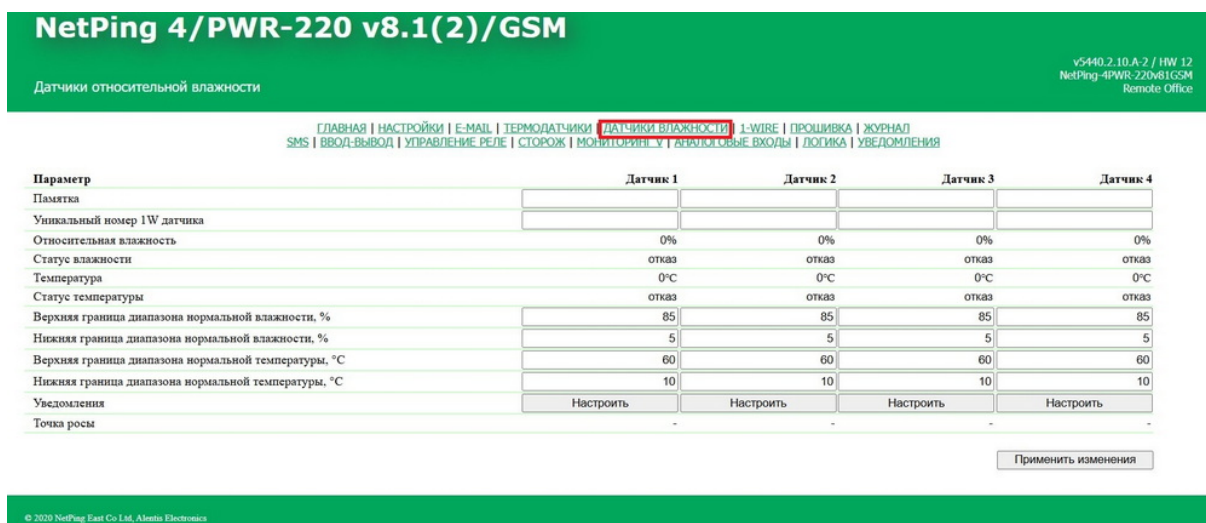 NetPing 4/PWR-220 v8.1(2)/GSM
v5440.2.10.A-2 / HW 12
NetPing-4PWR-220v81GSM
Remote Office
Датчики относительной влажности
ГЛАВНАЯ | НАСТРОЙКИ | E-MAIL | ТЕРМОДАТЧИКИ | ДАТЧИКИ ВЛАЖНОСТИ | 1-WIRE | ПРОШИВКА | ЖУРНАЛ
SMS | ВВОД-ВЫВОД | УПРАВЛЕНИЕ РЕЛЕ | СТОРОЖ | МОНИТОРИНГ V | АНАЛОГОВЫЕ ВХОДЫ | ЛОГИКА | УВЕДОМЛЕНИЯ
Параметр Датчик 1 Датчик 2 Датчик 3 Датчик 4
Памятка
Уникальный номер 1W датчика
Относительная влажность 0% 0% 0% 0%
Статус влажности отказ отказ отказ отказ
Температура 0°C 0°C 0°C 0°C
Статус температуры отказ отказ отказ отказ
Верхняя граница диапазона нормальной влажности, % 85 85 85 85
Нижняя граница диапазона нормальной влажности, % 5 5 5 5
Верхняя граница диапазона нормальной температуры, °C 60 60 60 60
Нижняя граница диапазона нормальной температуры, °C 10 10 10 10
Уведомления Настроить Настроить Настроить Настроить
Точка росы - - - -
Применить изменения
© 2020 NetPing East Co Ltd, Alentis Electronics